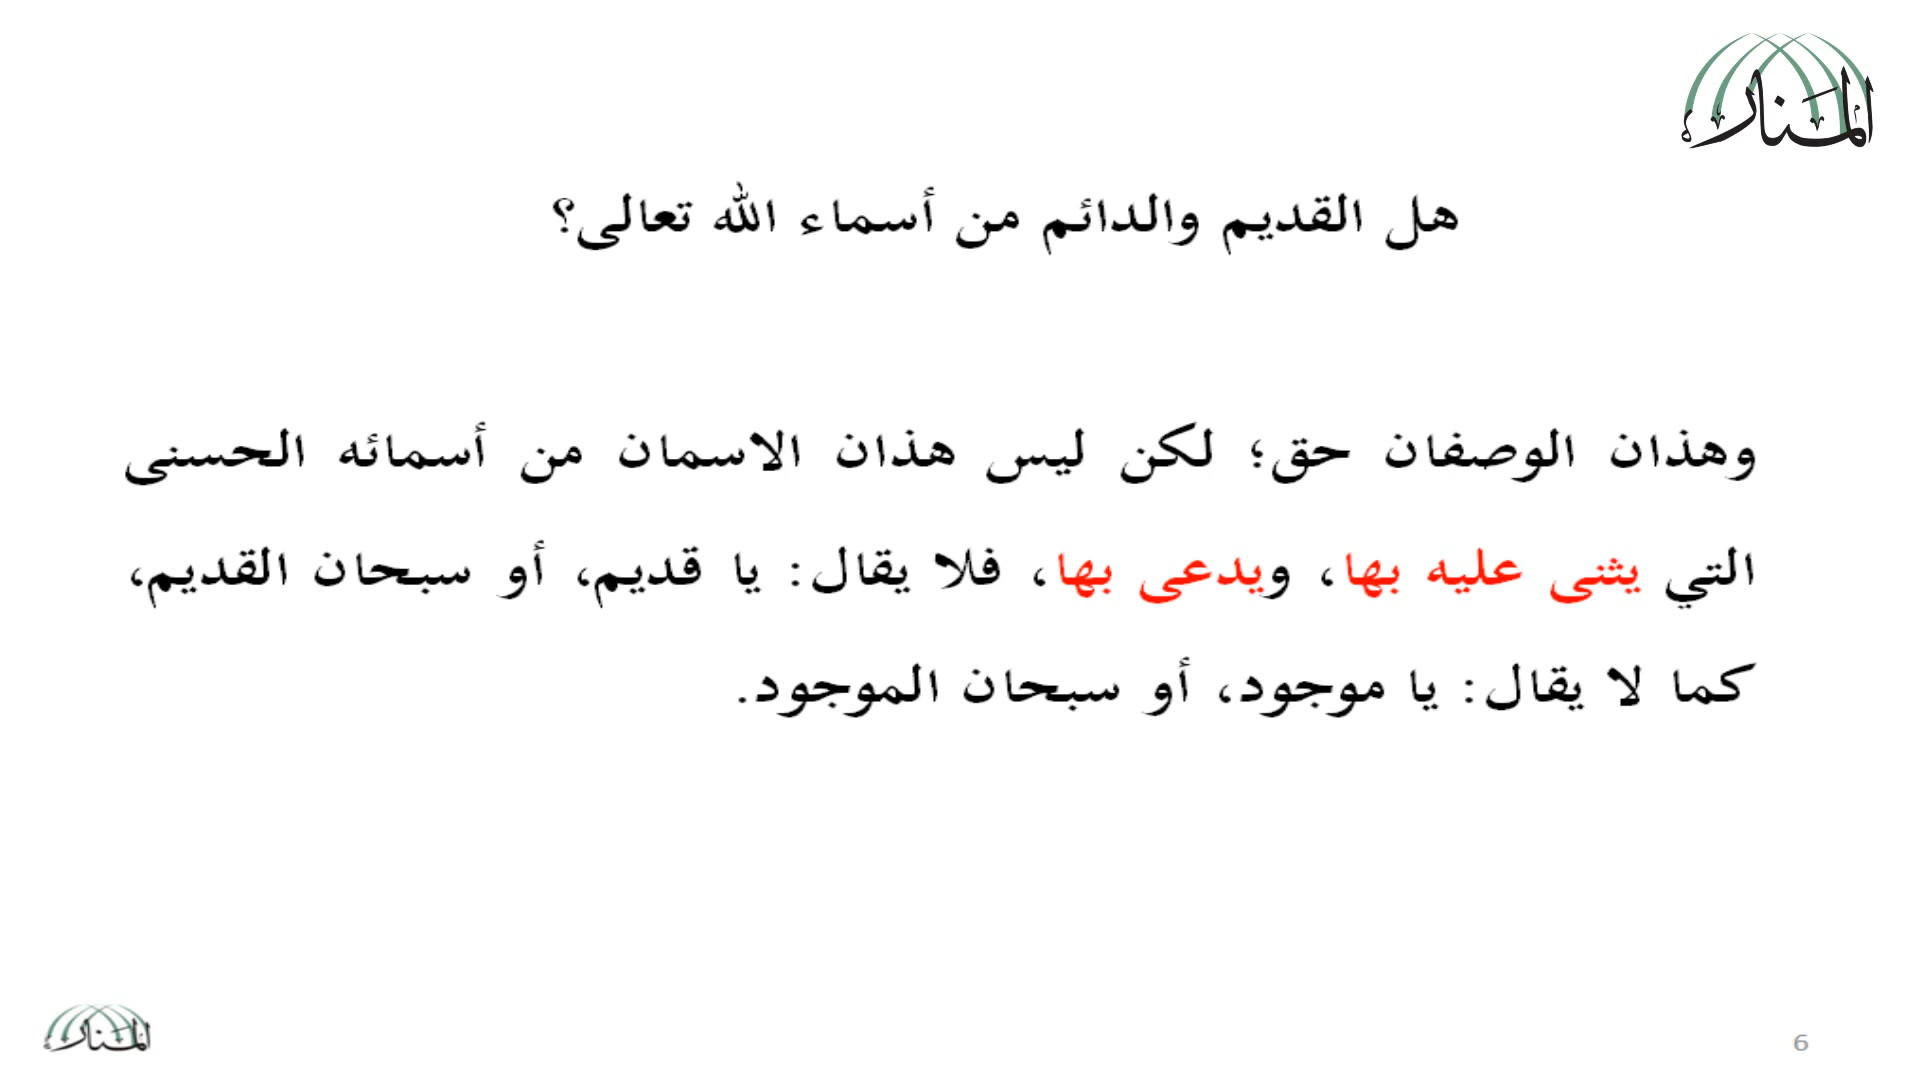 المنار
هل القديم والدائم من أسماء الله تعالى؟
وهذان الوصفان حق؛ لكن ليس هذان الاسمان من أسمائه الحسنى
التي يثنى عليه بها، ويدعى بها، فلا يقال: يا قديم، أو سبحان القديم،
كما لا يقال: يا موجود، أو سبحان الموجود.
المنار
6